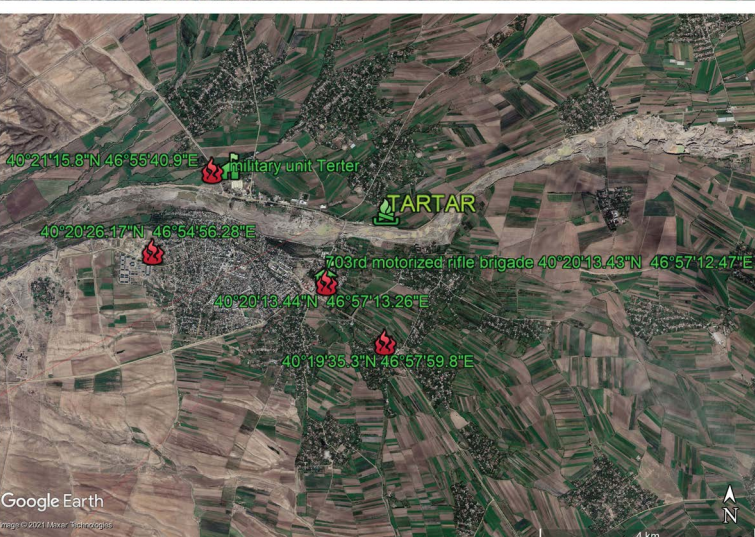 40°21'15.8"N 46°55'40.9"E
military unit Terter
TARTAR
40°20'26.17"N 46°54'56.28"E
703rd motorized rifle brigade 40°20'13.43"N 46°57'12.47"E
40°20'13.44"N 46°57'13.26"E
40°19'35.3"N 46°57'59.8"E
Google Earth
Image © 2021 Maxar Technologies
4 km
N